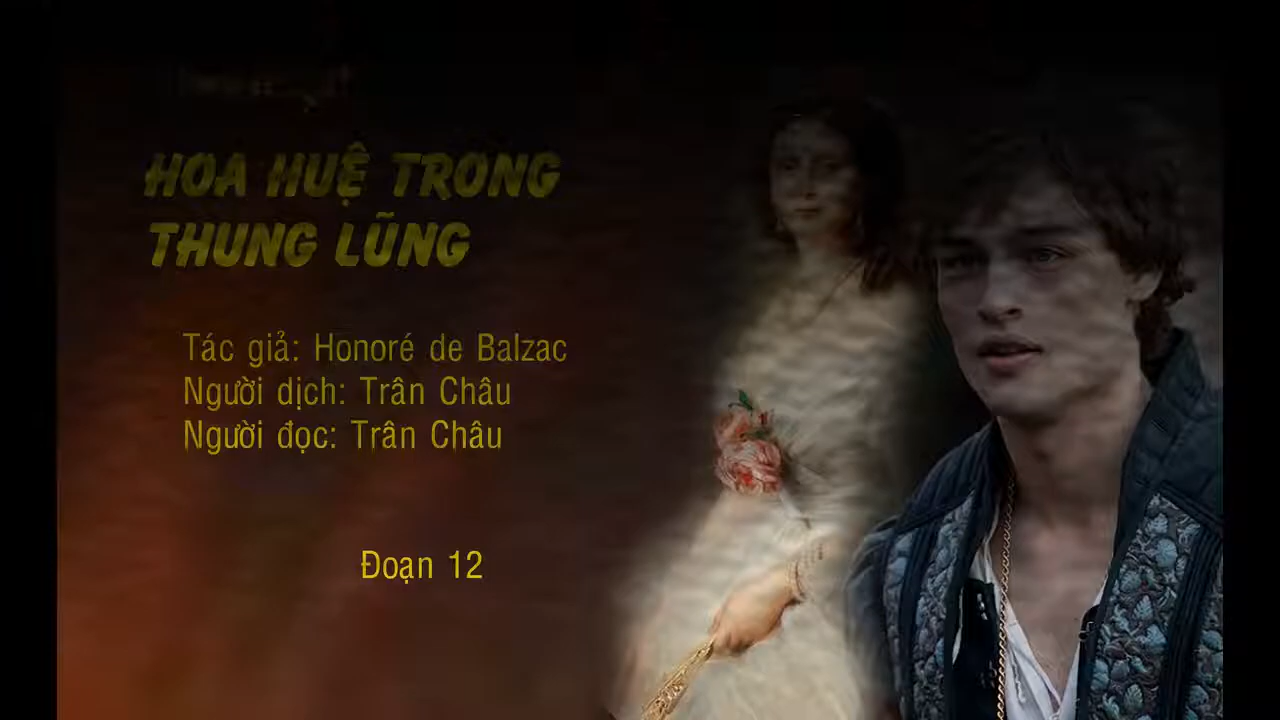 HOA HUỆ TRONG
THUNG LŨNG
Tác giả: Honoré de Balzac
Người dịch: Trân Châu
Người đọc: Trân Châu
Đoạn 12